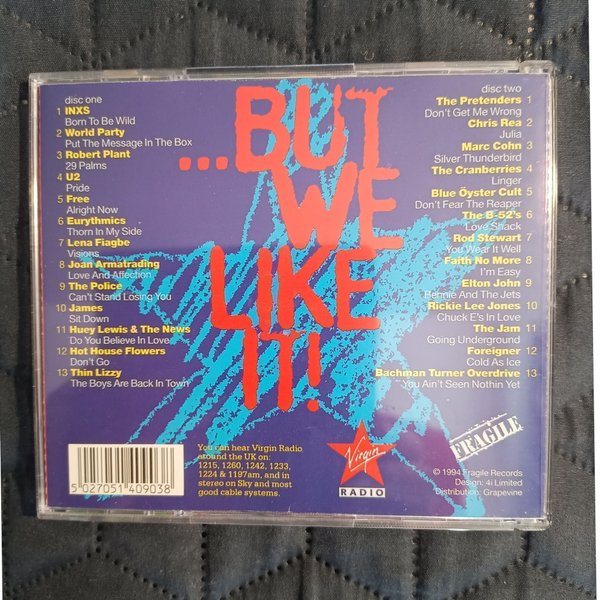 disc one
1 INXS
Born To Be Wild
2 World Party
Put The Message In The Box
3 Robert Plant
29 Palms
4 U2
Pride
5 Free
Alright Now
6 Eurythmics
Thorn In My Side
7 Lena Fiagbe
Visions
8 Joan Armatrading
Love And Affection
9 The Police
Can't Stand Losing You
10 James
Sit Down
11 Huey Lewis & The News
Do You Believe In Love
12 Hot House Flowers
Don't Go
13 Thin Lizzy
The Boys Are Back In Town
...BUT
WE
LIKE
IT!
disc two
The Pretenders 1
Don't Get Me Wrong
Chris Rea 2
Julia
Marc Cohn 3
Silver Thunderbird
The Cranberries 4
Linger
Blue Öyster Cult 5
Don't Fear The Reaper
The B-52's 6
Love Shack
Rod Stewart 7
You Wear It Well
Faith No More 8
I'm Easy
Elton John 9
Bennie And The Jets
Rickie Lee Jones 10
Chuck E's In Love
The Jam 11
Going Underground
Foreigner 12
Cold As Ice
Bachman Turner Overdrive 13
You Ain't Seen Nothin Yet
5 027051 409038
You can hear Virgin Radio
around the UK on:
1215, 1260, 1242, 1233,
1224 & 1197am, and in
stereo on Sky and most
good cable systems.
Virgin
RADIO
FRAGILE
© 1994 Fragile Records
Design: 4i Limited
Distribution: Grapevine